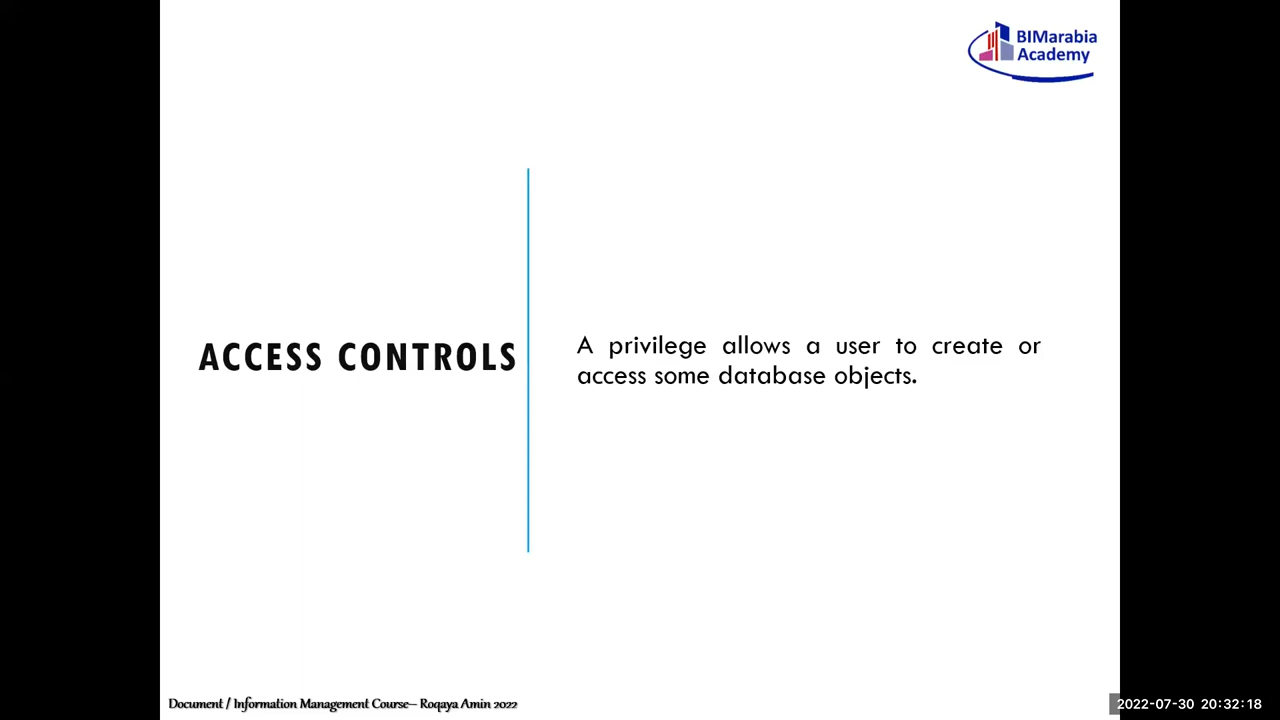 BIMarabia
Academy
ACCESS CONTROLS
A privilege allows a user to create or
access some database objects.
Document / Information Management Course– Roqaya Amin 2022
2022-07-30 20:32:18